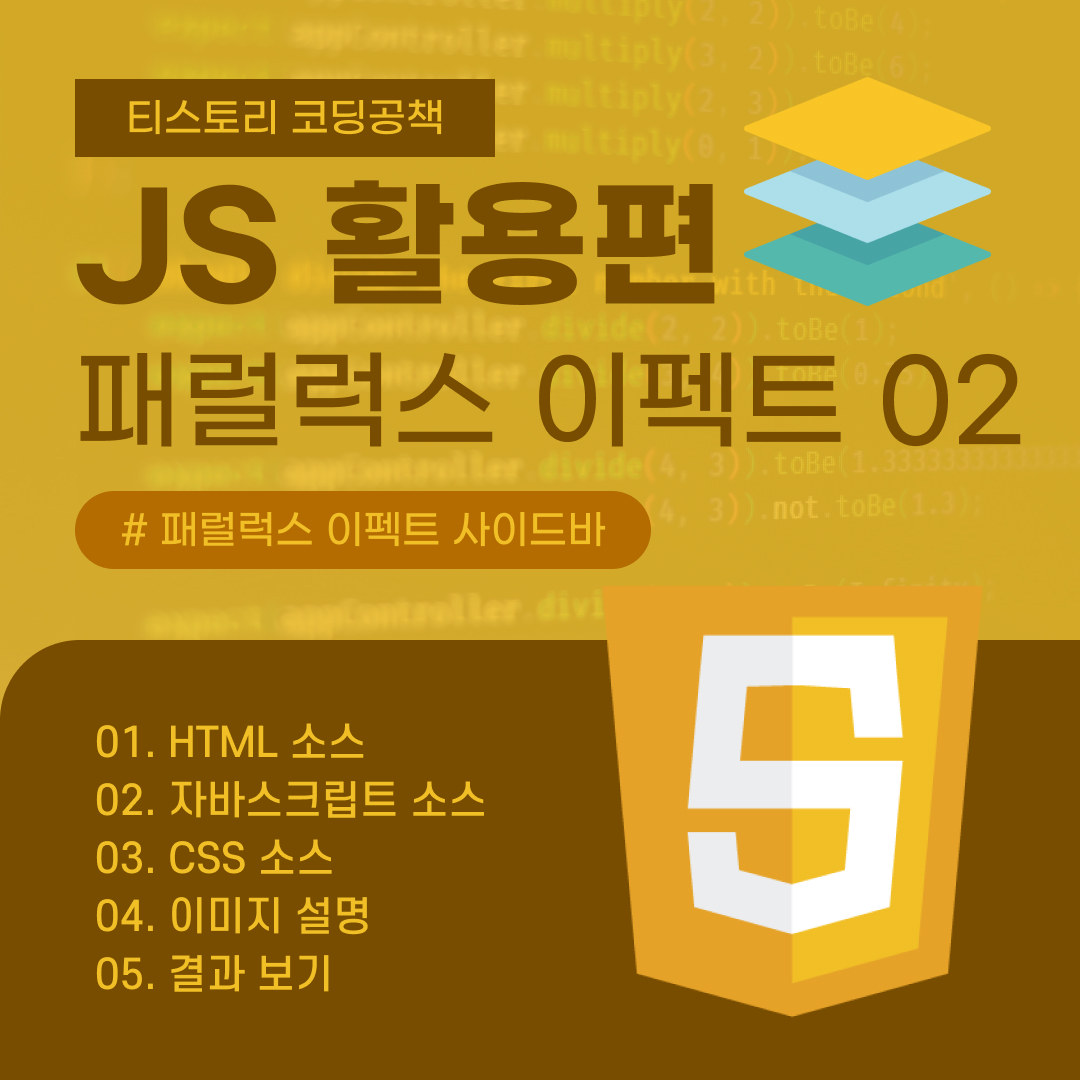 티스토리 코딩공책
JS 활용편
패럴럭스 이펙트 02
# 패럴럭스 이펙트 사이드바
01. HTML 소스
02. 자바스크립트 소스
03. CSS 소스
04. 이미지 설명
05. 결과 보기